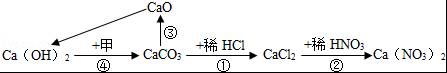 CaO
③
Ca（OH）₂ +甲 ④ CaCO₃ +稀 HCl ① CaCl₂ +稀 HNO₃ ② Ca（NO₃）₂